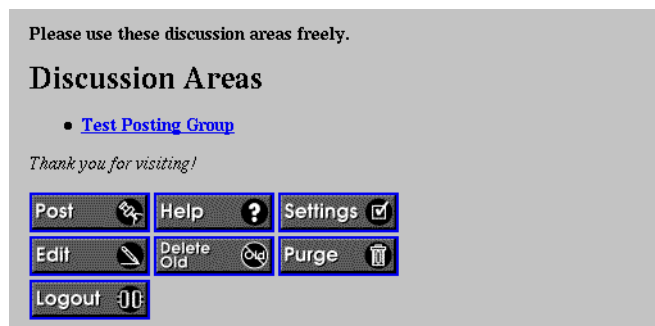 Please use these discussion areas freely.
Discussion Areas
Test Posting Group
Thank you for visiting!
Post Help ? Settings
Edit Delete Old Old Purge
Logout